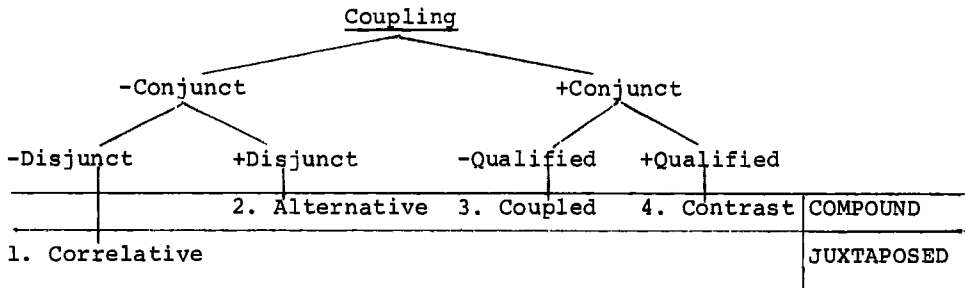 Coupling
-Conjunct +Conjunct
-Disjunct +Disjunct -Qualified +Qualified
2. Alternative 3. Coupled 4. Contrast COMPOUND
1. Correlative JUXTAPOSED